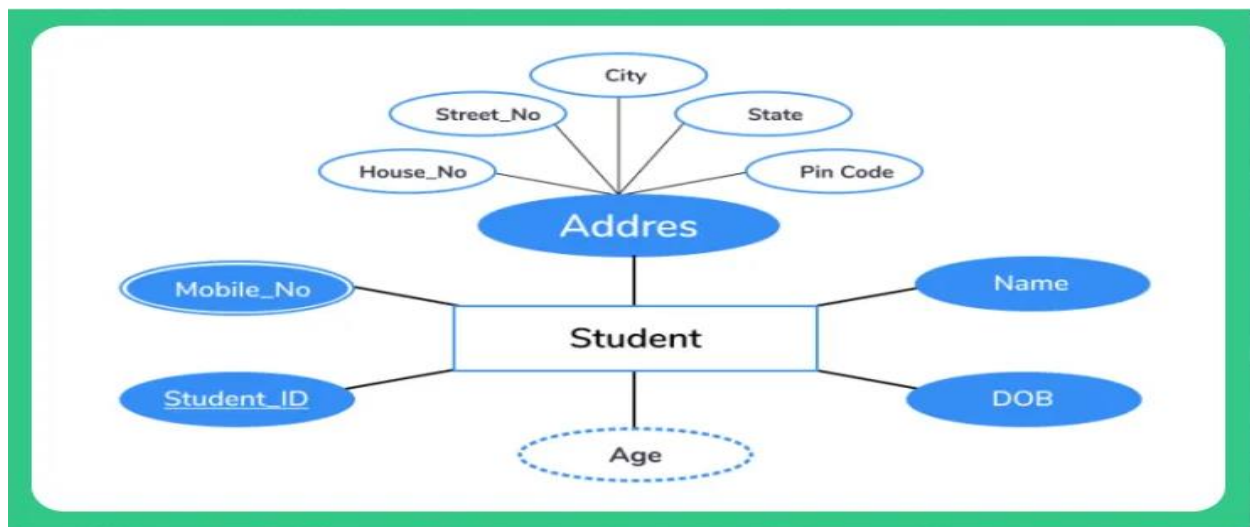 City
Street_No
State
House_No
Pin Code
Addres
Mobile_No
Name
Student
Student_ID
DOB
Age